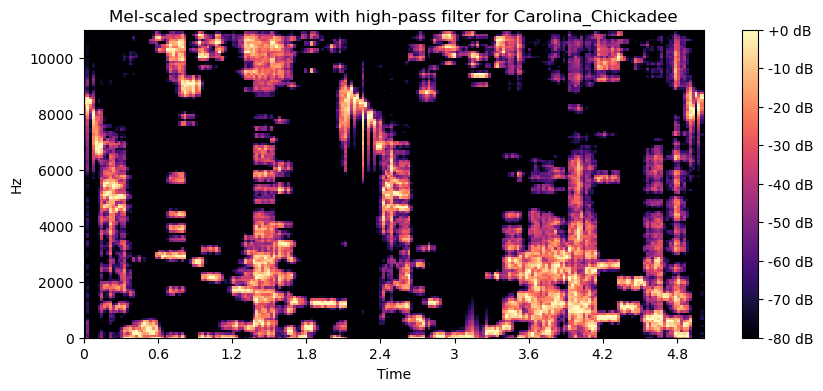 Mel-scaled spectrogram with high-pass filter for Carolina_Chickadee
10000
8000
6000
4000
2000
0
Hz
0 0.6 1.2 1.8 2.4 3 3.6 4.2 4.8
Time
+0 dB
-10 dB
-20 dB
-30 dB
-40 dB
-50 dB
-60 dB
-70 dB
-80 dB